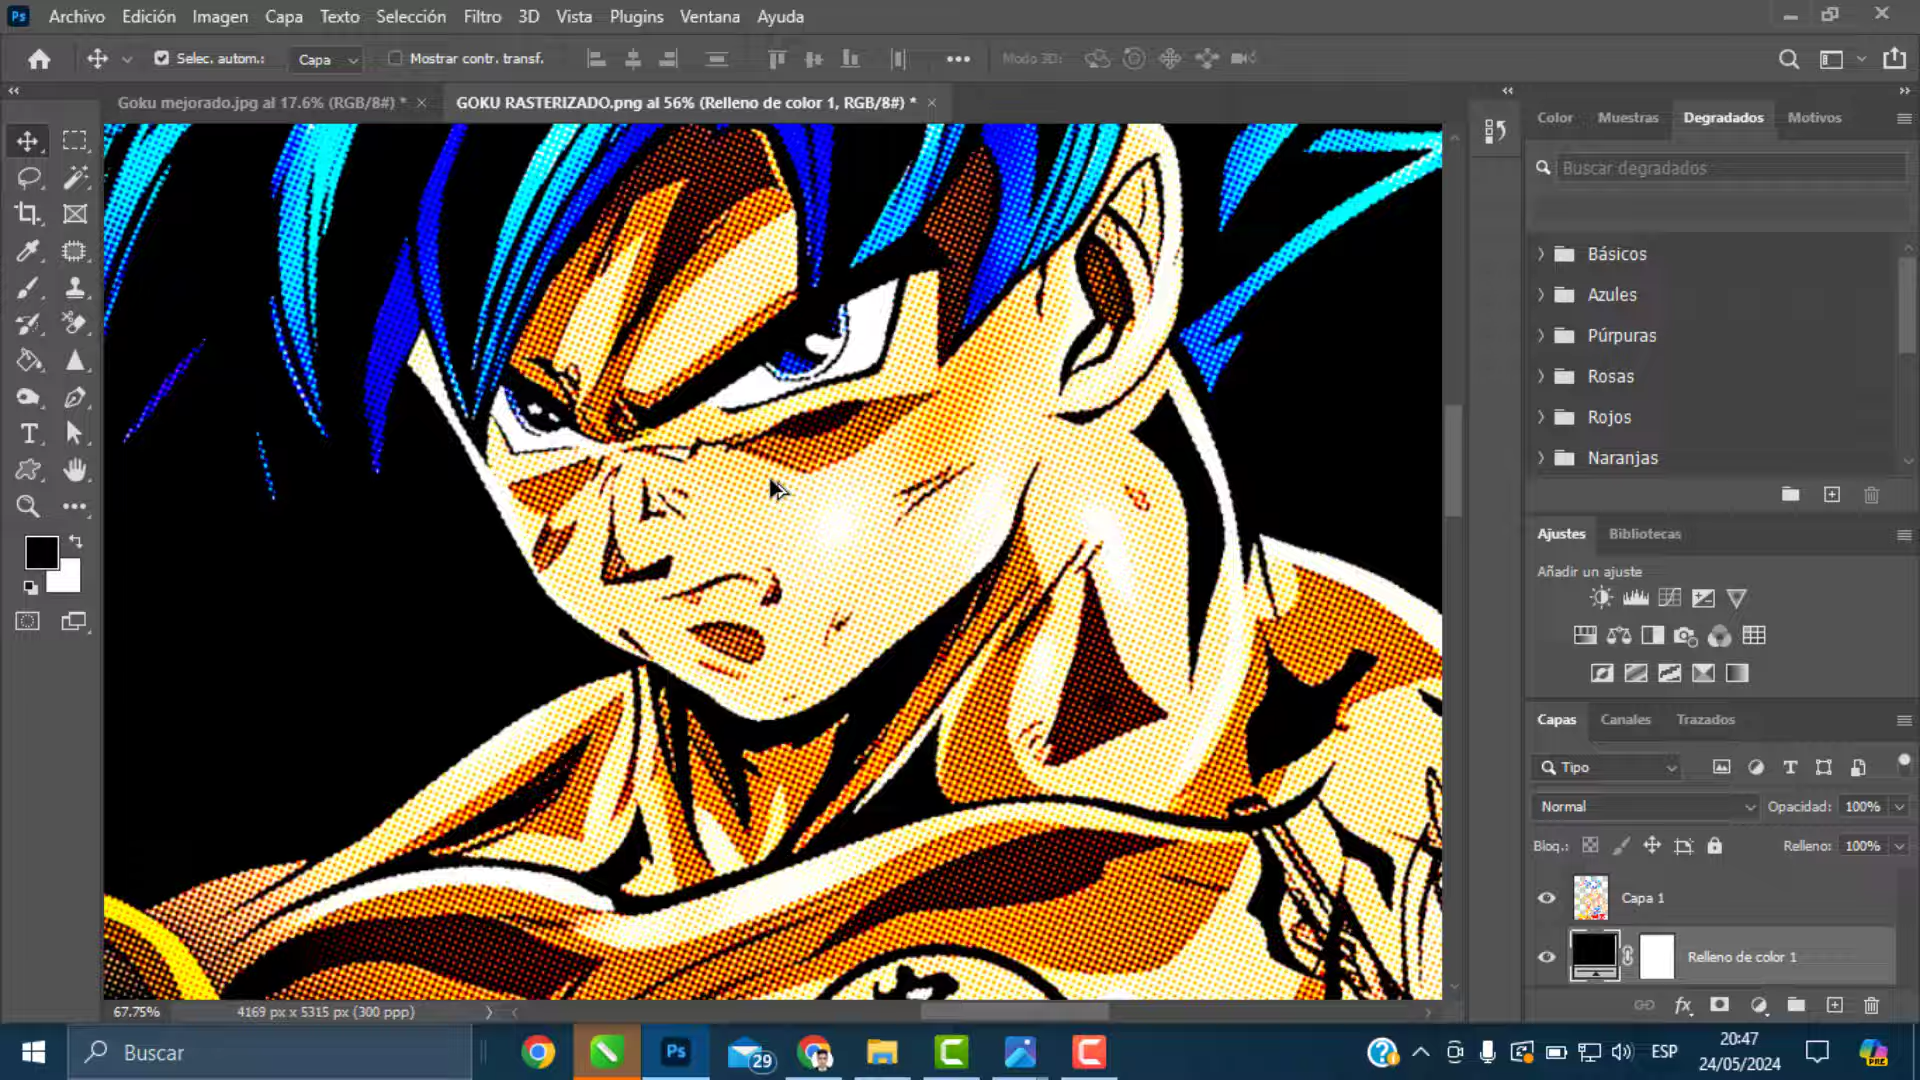 Ps Archivo Edición Imagen Capa Texto Selección Filtro 3D Vista Plugins Ventana Ayuda
Selec. autom.: Capa Mostrar contr. transf. Modo 3D:
Goku mejorado.jpg al 17.6% (RGB/8#) * GOKU RASTERIZADO.png al 56% (Relleno de color 1, RGB/8#) *
Color Muestras Degradados Motivos
Buscar degradados
Básicos
Azules
Púrpuras
Rosas
Rojos
Naranjas
Ajustes Bibliotecas
Añadir un ajuste
Capas Canales Trazados
Tipo
Normal Opacidad: 100%
Bloq.: Relleno: 100%
Capa 1
Relleno de color 1
67.75% 4169 px x 5315 px (300 ppp)
Buscar
Ps
29
ESP
20:47
24/05/2024
PRE